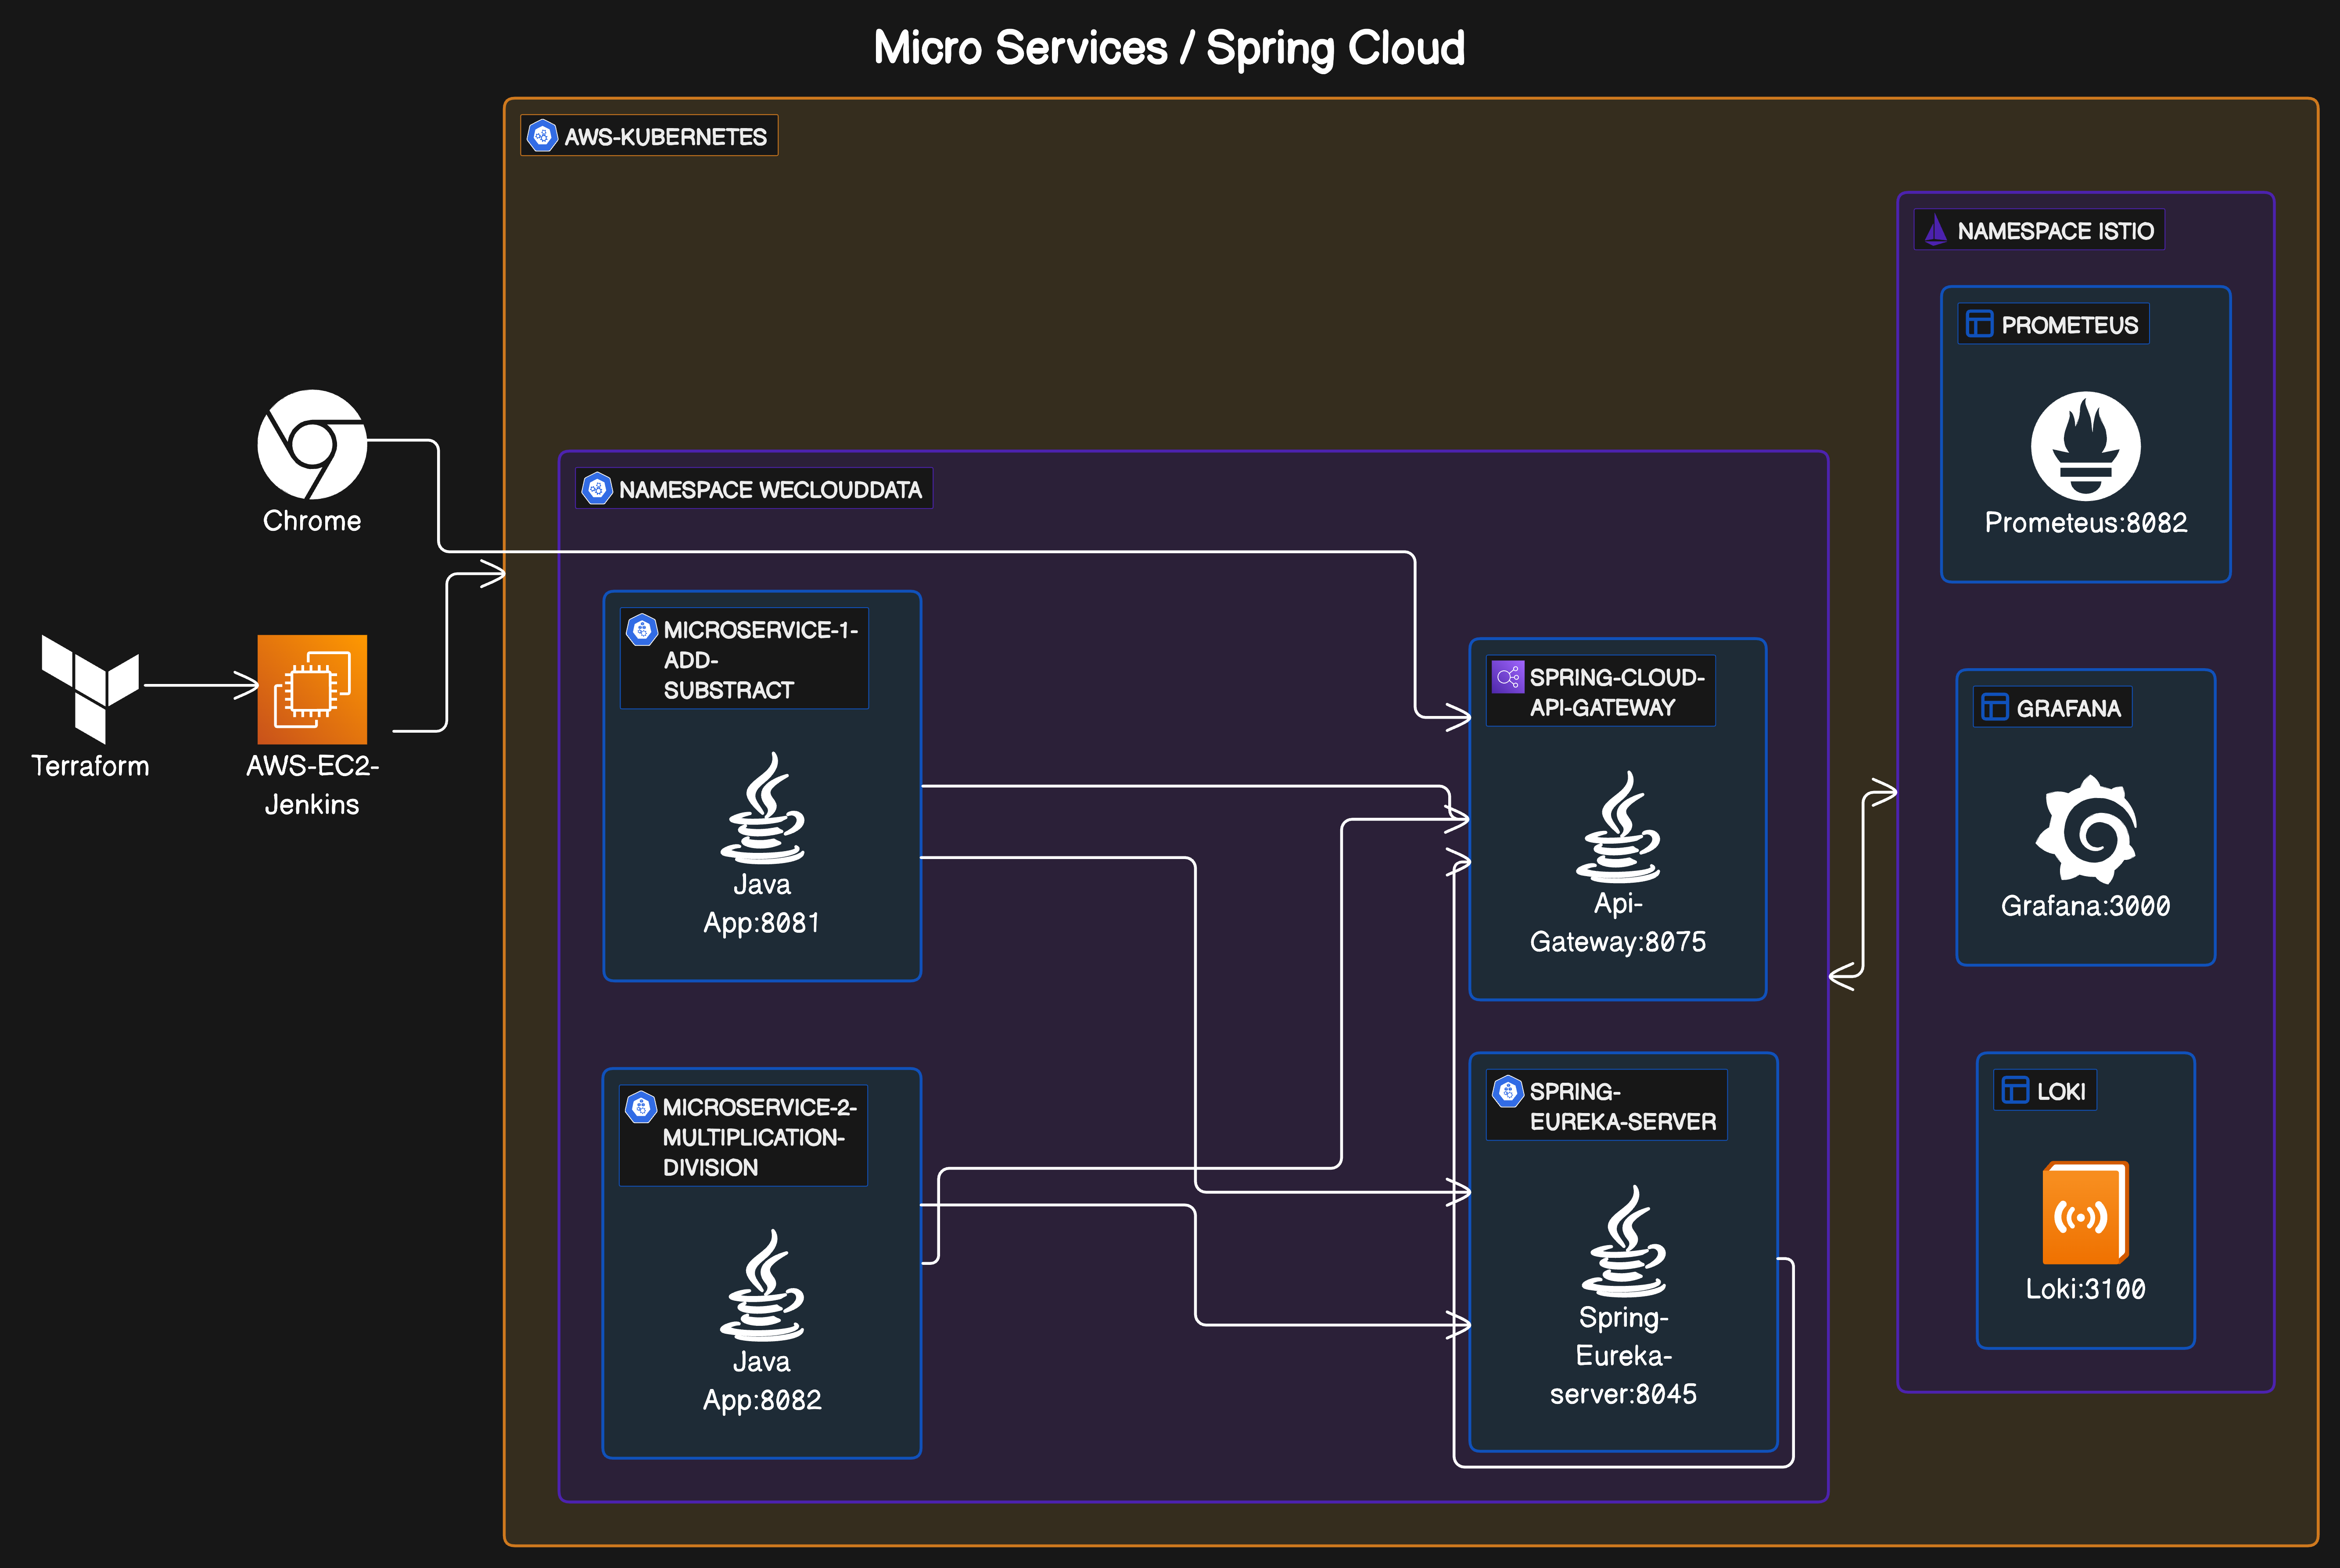 Micro Services / Spring Cloud
AWS-KUBERNETES
NAMESPACE ISTIO
PROMETEUS
Prometeus:8082
Chrome
NAMESPACE WECLOUDDATA
MICROSERVICE-1-
ADD-
SUBSTRACT
Java
App:8081
SPRING-CLOUD-
API-GATEWAY
Api-
Gateway:8075
GRAFANA
Grafana:3000
Terraform
AWS-EC2-
Jenkins
MICROSERVICE-2-
MULTIPLICATION-
DIVISION
Java
App:8082
SPRING-
EUREKA-SERVER
Spring-
Eureka-
server:8045
LOKI
Loki:3100